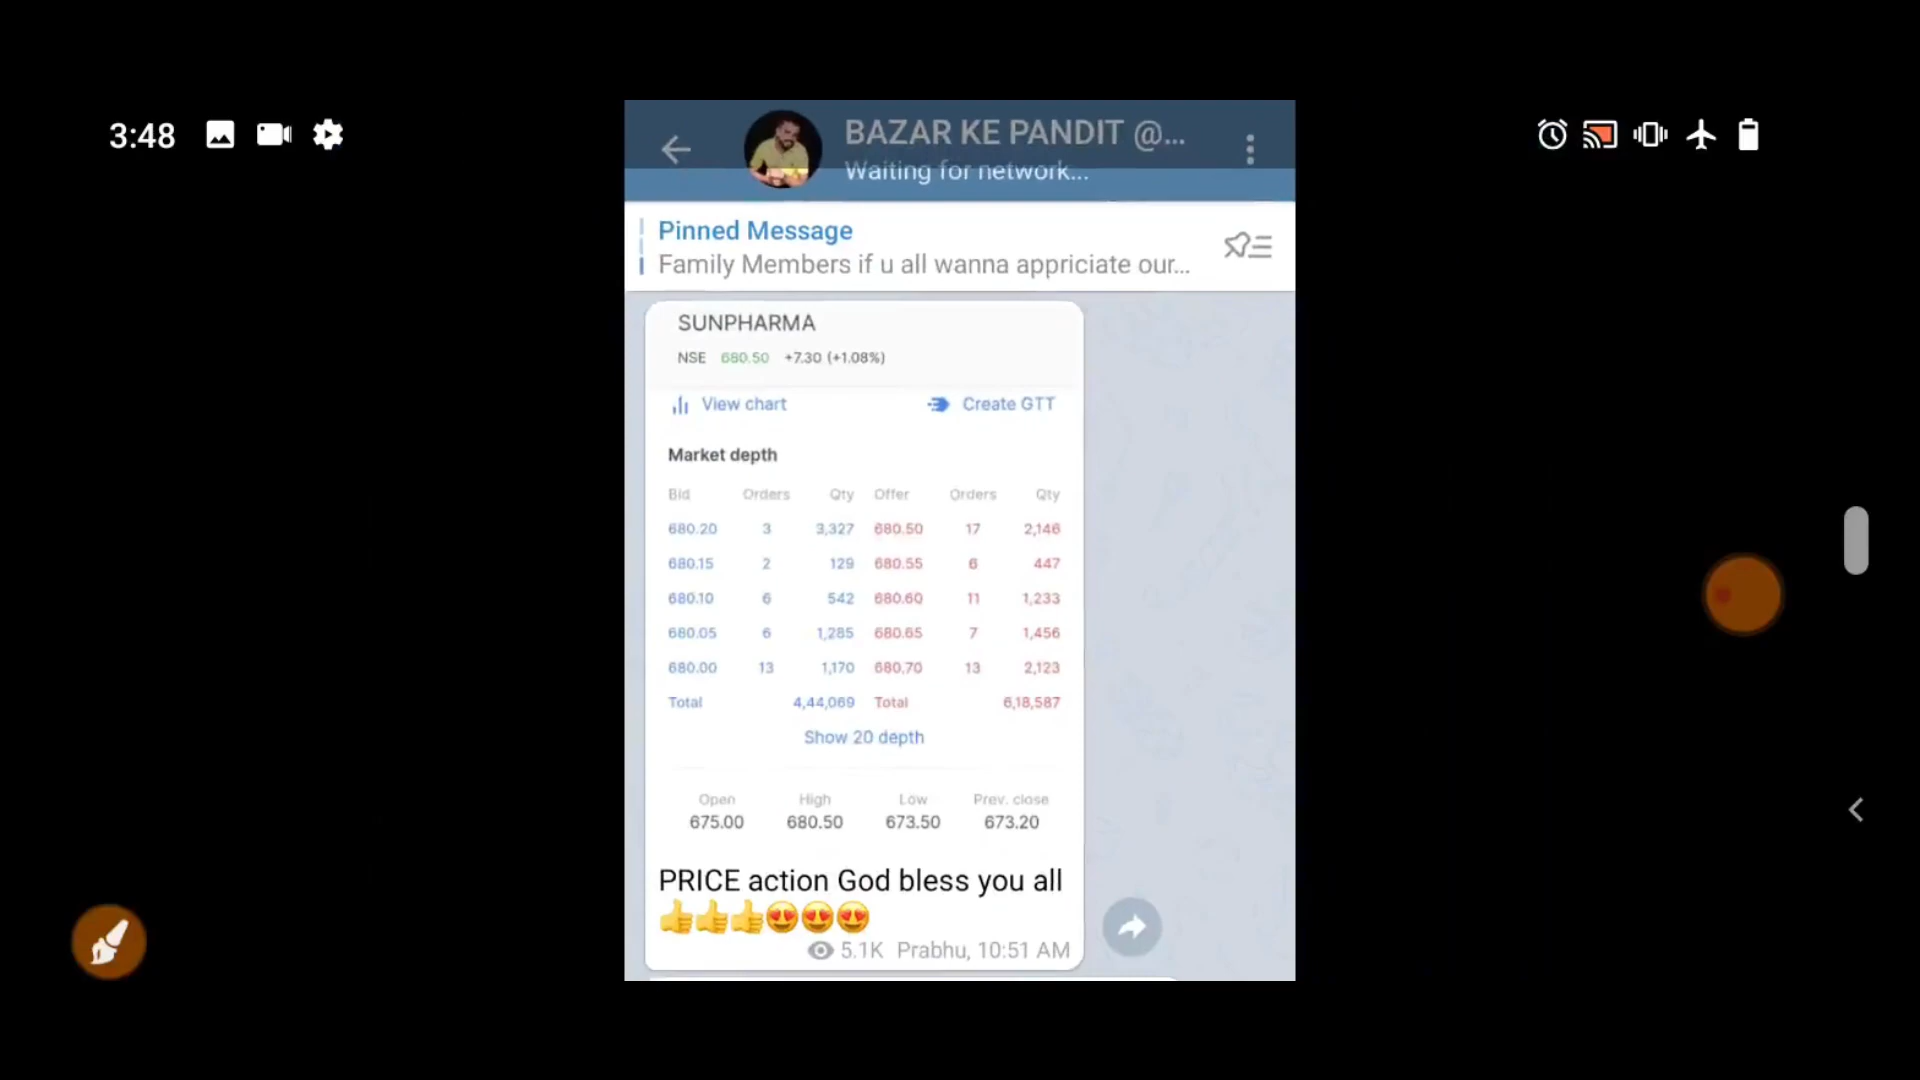 3:48
BAZAR KE PANDIT @...
Waiting for network...
Pinned Message
Family Members if u all wanna appriciate our...
SUNPHARMA
NSE 680.50 +7.30 (+1.08%)
View chart Create GTT
Market depth
Bid Orders Qty Offer Orders Qty
680.20 3 3,327 680.50 17 2,146
680.15 2 129 680.55 6 447
680.10 6 542 680.60 11 1,233
680.05 6 1,285 680.65 7 1,456
680.00 13 1,170 680.70 13 2,123
Total 4,44,069 Total 6,18,587
Show 20 depth
Open High Low Prev. close
675.00 680.50 673.50 673.20
PRICE action God bless you all
👍👍👍😍😍😍
5.1K Prabhu, 10:51 AM